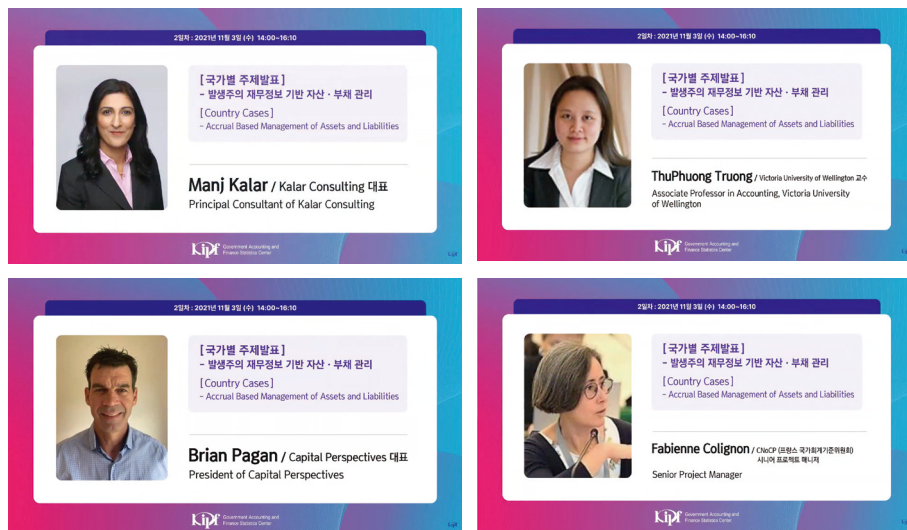 2일차 : 2021년 11월 3일 (수) 14:00~16:10
[국가별 주제발표]
- 발생주의 재무정보 기반 자산 · 부채 관리
[Country Cases]
- Accrual Based Management of Assets and Liabilities
Manj Kalar / Kalar Consulting 대표
Principal Consultant of Kalar Consulting
Kipf Government Accounting and
Finance Statistics Center
2일차 : 2021년 11월 3일 (수) 14:00~16:10
[국가별 주제발표]
- 발생주의 재무정보 기반 자산 · 부채 관리
[Country Cases]
- Accrual Based Management of Assets and Liabilities
ThuPhuong Truong / Victoria University of Wellington 교수
Associate Professor in Accounting, Victoria University
of Wellington
Kipf Government Accounting and
Finance Statistics Center
2일차 : 2021년 11월 3일 (수) 14:00~16:10
[국가별 주제발표]
- 발생주의 재무정보 기반 자산 · 부채 관리
[Country Cases]
- Accrual Based Management of Assets and Liabilities
Brian Pagan / Capital Perspectives 대표
President of Capital Perspectives
Kipf Government Accounting and
Finance Statistics Center
2일차 : 2021년 11월 3일 (수) 14:00~16:10
[국가별 주제발표]
- 발생주의 재무정보 기반 자산 · 부채 관리
[Country Cases]
- Accrual Based Management of Assets and Liabilities
Fabienne Colignon / CNoCP (프랑스 국가회계기준위원회)
시니어 프로젝트 매니저
Senior Project Manager
Kipf Government Accounting and
Finance Statistics Center